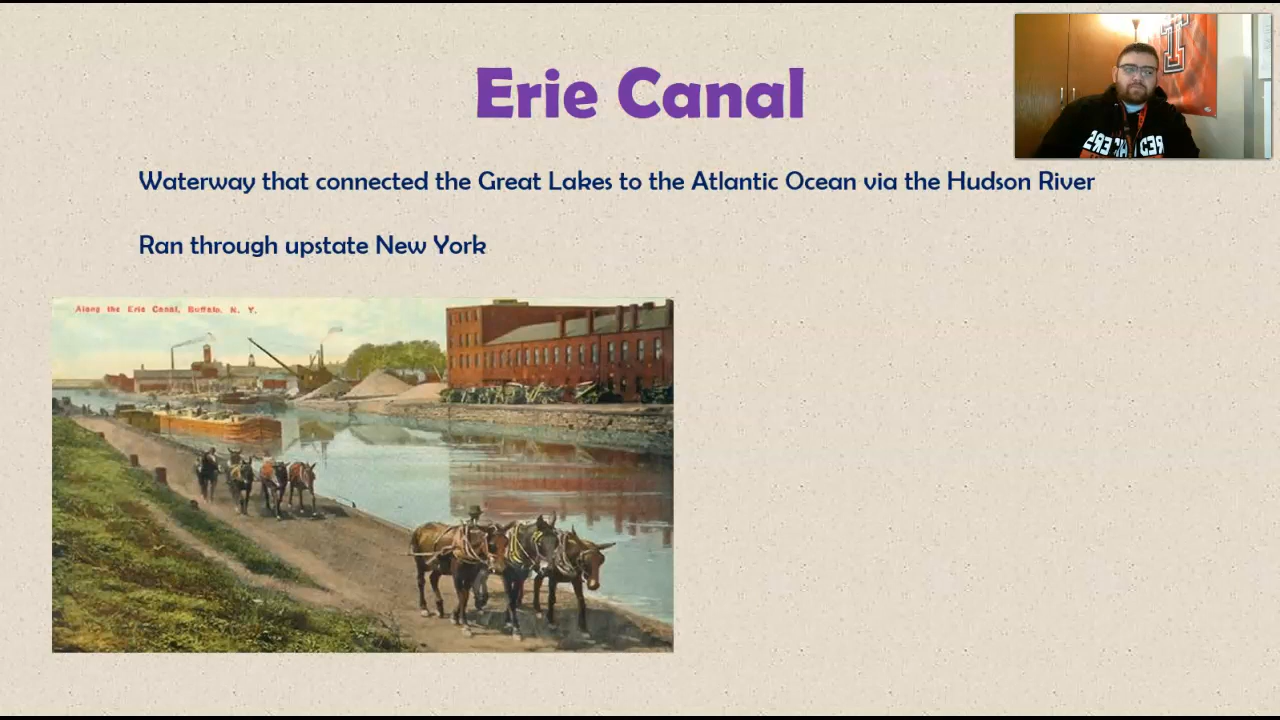 Erie Canal
Waterway that connected the Great Lakes to the Atlantic Ocean via the Hudson River
Ran through upstate New York
Along the Erie Canal, Buffalo, N. Y.